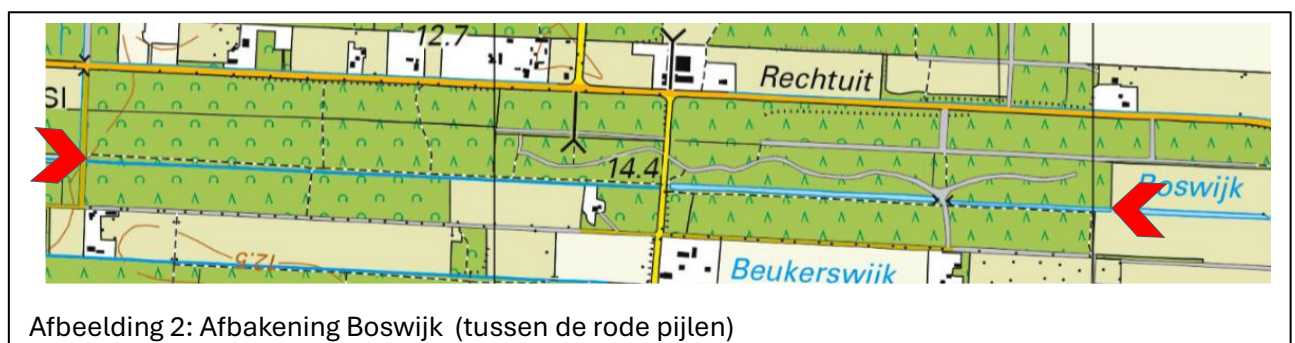 12.7
Rechtuit
SI
14.4
Boswijk
12.5
Beukerswijk
Afbeelding 2: Afbakening Boswijk (tussen de rode pijlen)